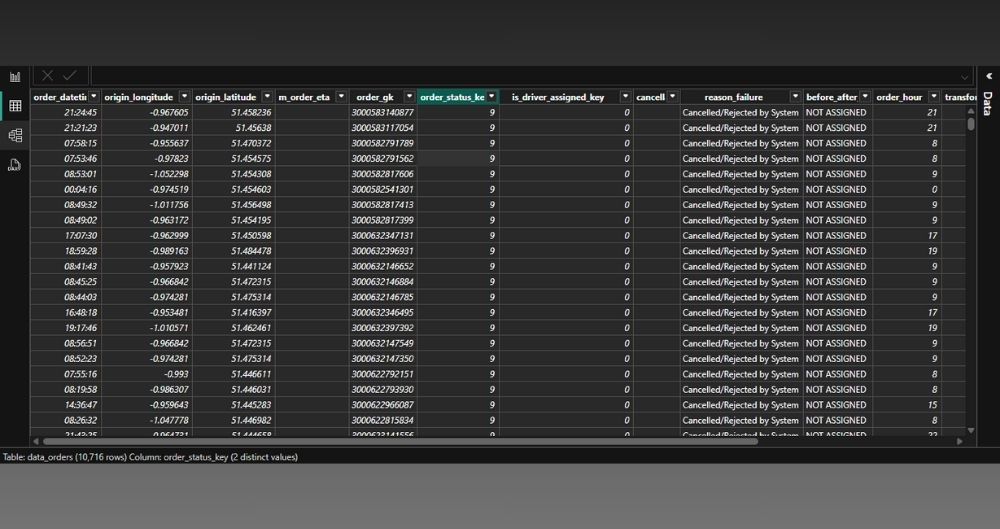 order_dateti origin_longitude origin_latitude m_order_eta order_gk order_status_ke is_driver_assigned_key cancell reason_failure before_after order_hour transfor
21:24:45 -0.967605 51.458236 3000583140877 9 0 Cancelled/Rejected by System NOT ASSIGNED 21
21:21:23 -0.947011 51.45638 3000583117054 9 0 Cancelled/Rejected by System NOT ASSIGNED 21
07:58:15 -0.955637 51.470372 3000582791789 9 0 Cancelled/Rejected by System NOT ASSIGNED 8
07:53:46 -0.97823 51.454575 3000582791562 9 0 Cancelled/Rejected by System NOT ASSIGNED 8
08:53:01 -1.052298 51.454308 3000582817606 9 0 Cancelled/Rejected by System NOT ASSIGNED 9
00:04:16 -0.974519 51.454603 3000582541301 9 0 Cancelled/Rejected by System NOT ASSIGNED 0
08:49:32 -1.011756 51.456498 3000582817413 9 0 Cancelled/Rejected by System NOT ASSIGNED 9
08:49:02 -0.963172 51.454195 3000582817399 9 0 Cancelled/Rejected by System NOT ASSIGNED 9
17:07:30 -0.962999 51.450598 3000632347131 9 0 Cancelled/Rejected by System NOT ASSIGNED 17
18:59:28 -0.989163 51.484478 3000632396931 9 0 Cancelled/Rejected by System NOT ASSIGNED 19
08:41:43 -0.957923 51.441124 3000632146652 9 0 Cancelled/Rejected by System NOT ASSIGNED 9
08:45:25 -0.966842 51.472315 3000632146884 9 0 Cancelled/Rejected by System NOT ASSIGNED 9
08:44:03 -0.974281 51.475314 3000632146785 9 0 Cancelled/Rejected by System NOT ASSIGNED 9
16:48:18 -0.953481 51.416397 3000632346495 9 0 Cancelled/Rejected by System NOT ASSIGNED 17
19:17:46 -1.010571 51.462461 3000632397392 9 0 Cancelled/Rejected by System NOT ASSIGNED 19
08:56:51 -0.966842 51.472315 3000632147549 9 0 Cancelled/Rejected by System NOT ASSIGNED 9
08:52:23 -0.974281 51.475314 3000632147350 9 0 Cancelled/Rejected by System NOT ASSIGNED 9
07:55:16 -0.993 51.446611 3000622792151 9 0 Cancelled/Rejected by System NOT ASSIGNED 8
08:19:58 -0.986307 51.446031 3000622793930 9 0 Cancelled/Rejected by System NOT ASSIGNED 8
14:36:47 -0.959643 51.445283 3000622966087 9 0 Cancelled/Rejected by System NOT ASSIGNED 15
08:26:32 -1.047778 51.446982 3000622815834 9 0 Cancelled/Rejected by System NOT ASSIGNED 8
Data
Table: data_orders (10,716 rows) Column: order_status_key (2 distinct values)